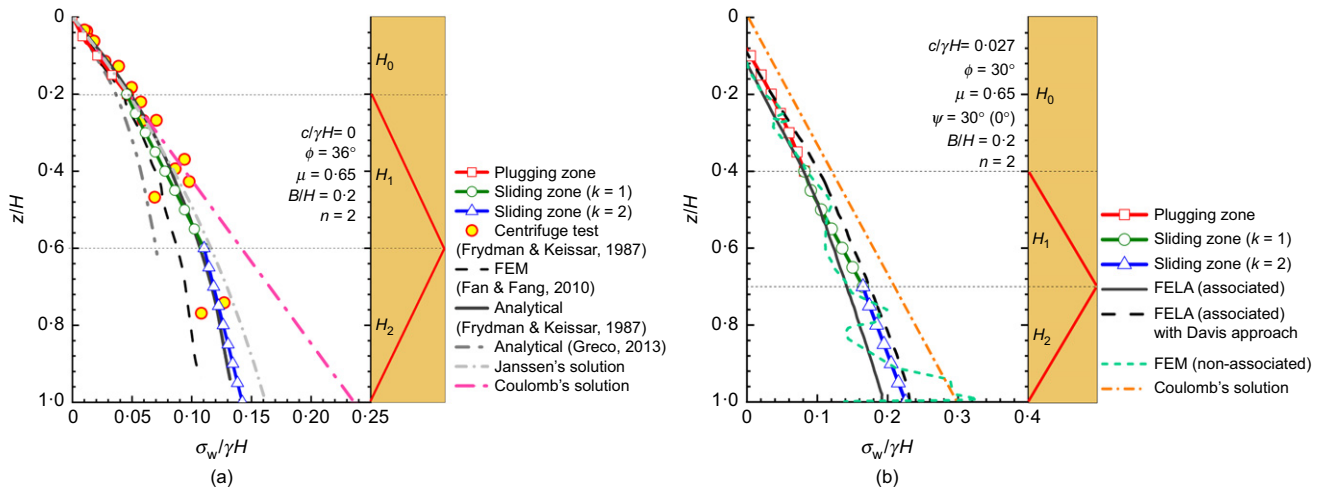 0
0·2
0·4
0·6
0·8
1·0
z/H
0
0·05
0·10
0·15
0·20
0·25
σw/γH
(a)
c/γH= 0
ϕ = 36°
μ = 0·65
B/H = 0·2
n = 2
H0
H1
H2
Plugging zone
Sliding zone (k = 1)
Sliding zone (k = 2)
Centrifuge test
(Frydman & Keissar, 1987)
FEM
(Fan & Fang, 2010)
Analytical
(Frydman & Keissar, 1987)
Analytical (Greco, 2013)
Janssen's solution
Coulomb's solution
0
0·2
0·4
0·6
0·8
1·0
z/H
0
0·1
0·2
0·3
0·4
σw/γH
(b)
c/γH= 0·027
ϕ = 30°
μ = 0·65
ψ = 30° (0°)
B/H = 0·2
n = 2
H0
H1
H2
Plugging zone
Sliding zone (k = 1)
Sliding zone (k = 2)
FELA (associated)
FELA (associated)
with Davis approach
FEM (non-associated)
Coulomb's solution